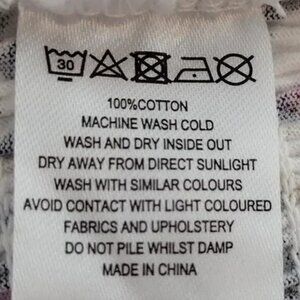 30
100%COTTON
MACHINE WASH COLD
WASH AND DRY INSIDE OUT
DRY AWAY FROM DIRECT SUNLIGHT
WASH WITH SIMILAR COLOURS
AVOID CONTACT WITH LIGHT COLOURED
FABRICS AND UPHOLSTERY
DO NOT PILE WHILST DAMP
MADE IN CHINA